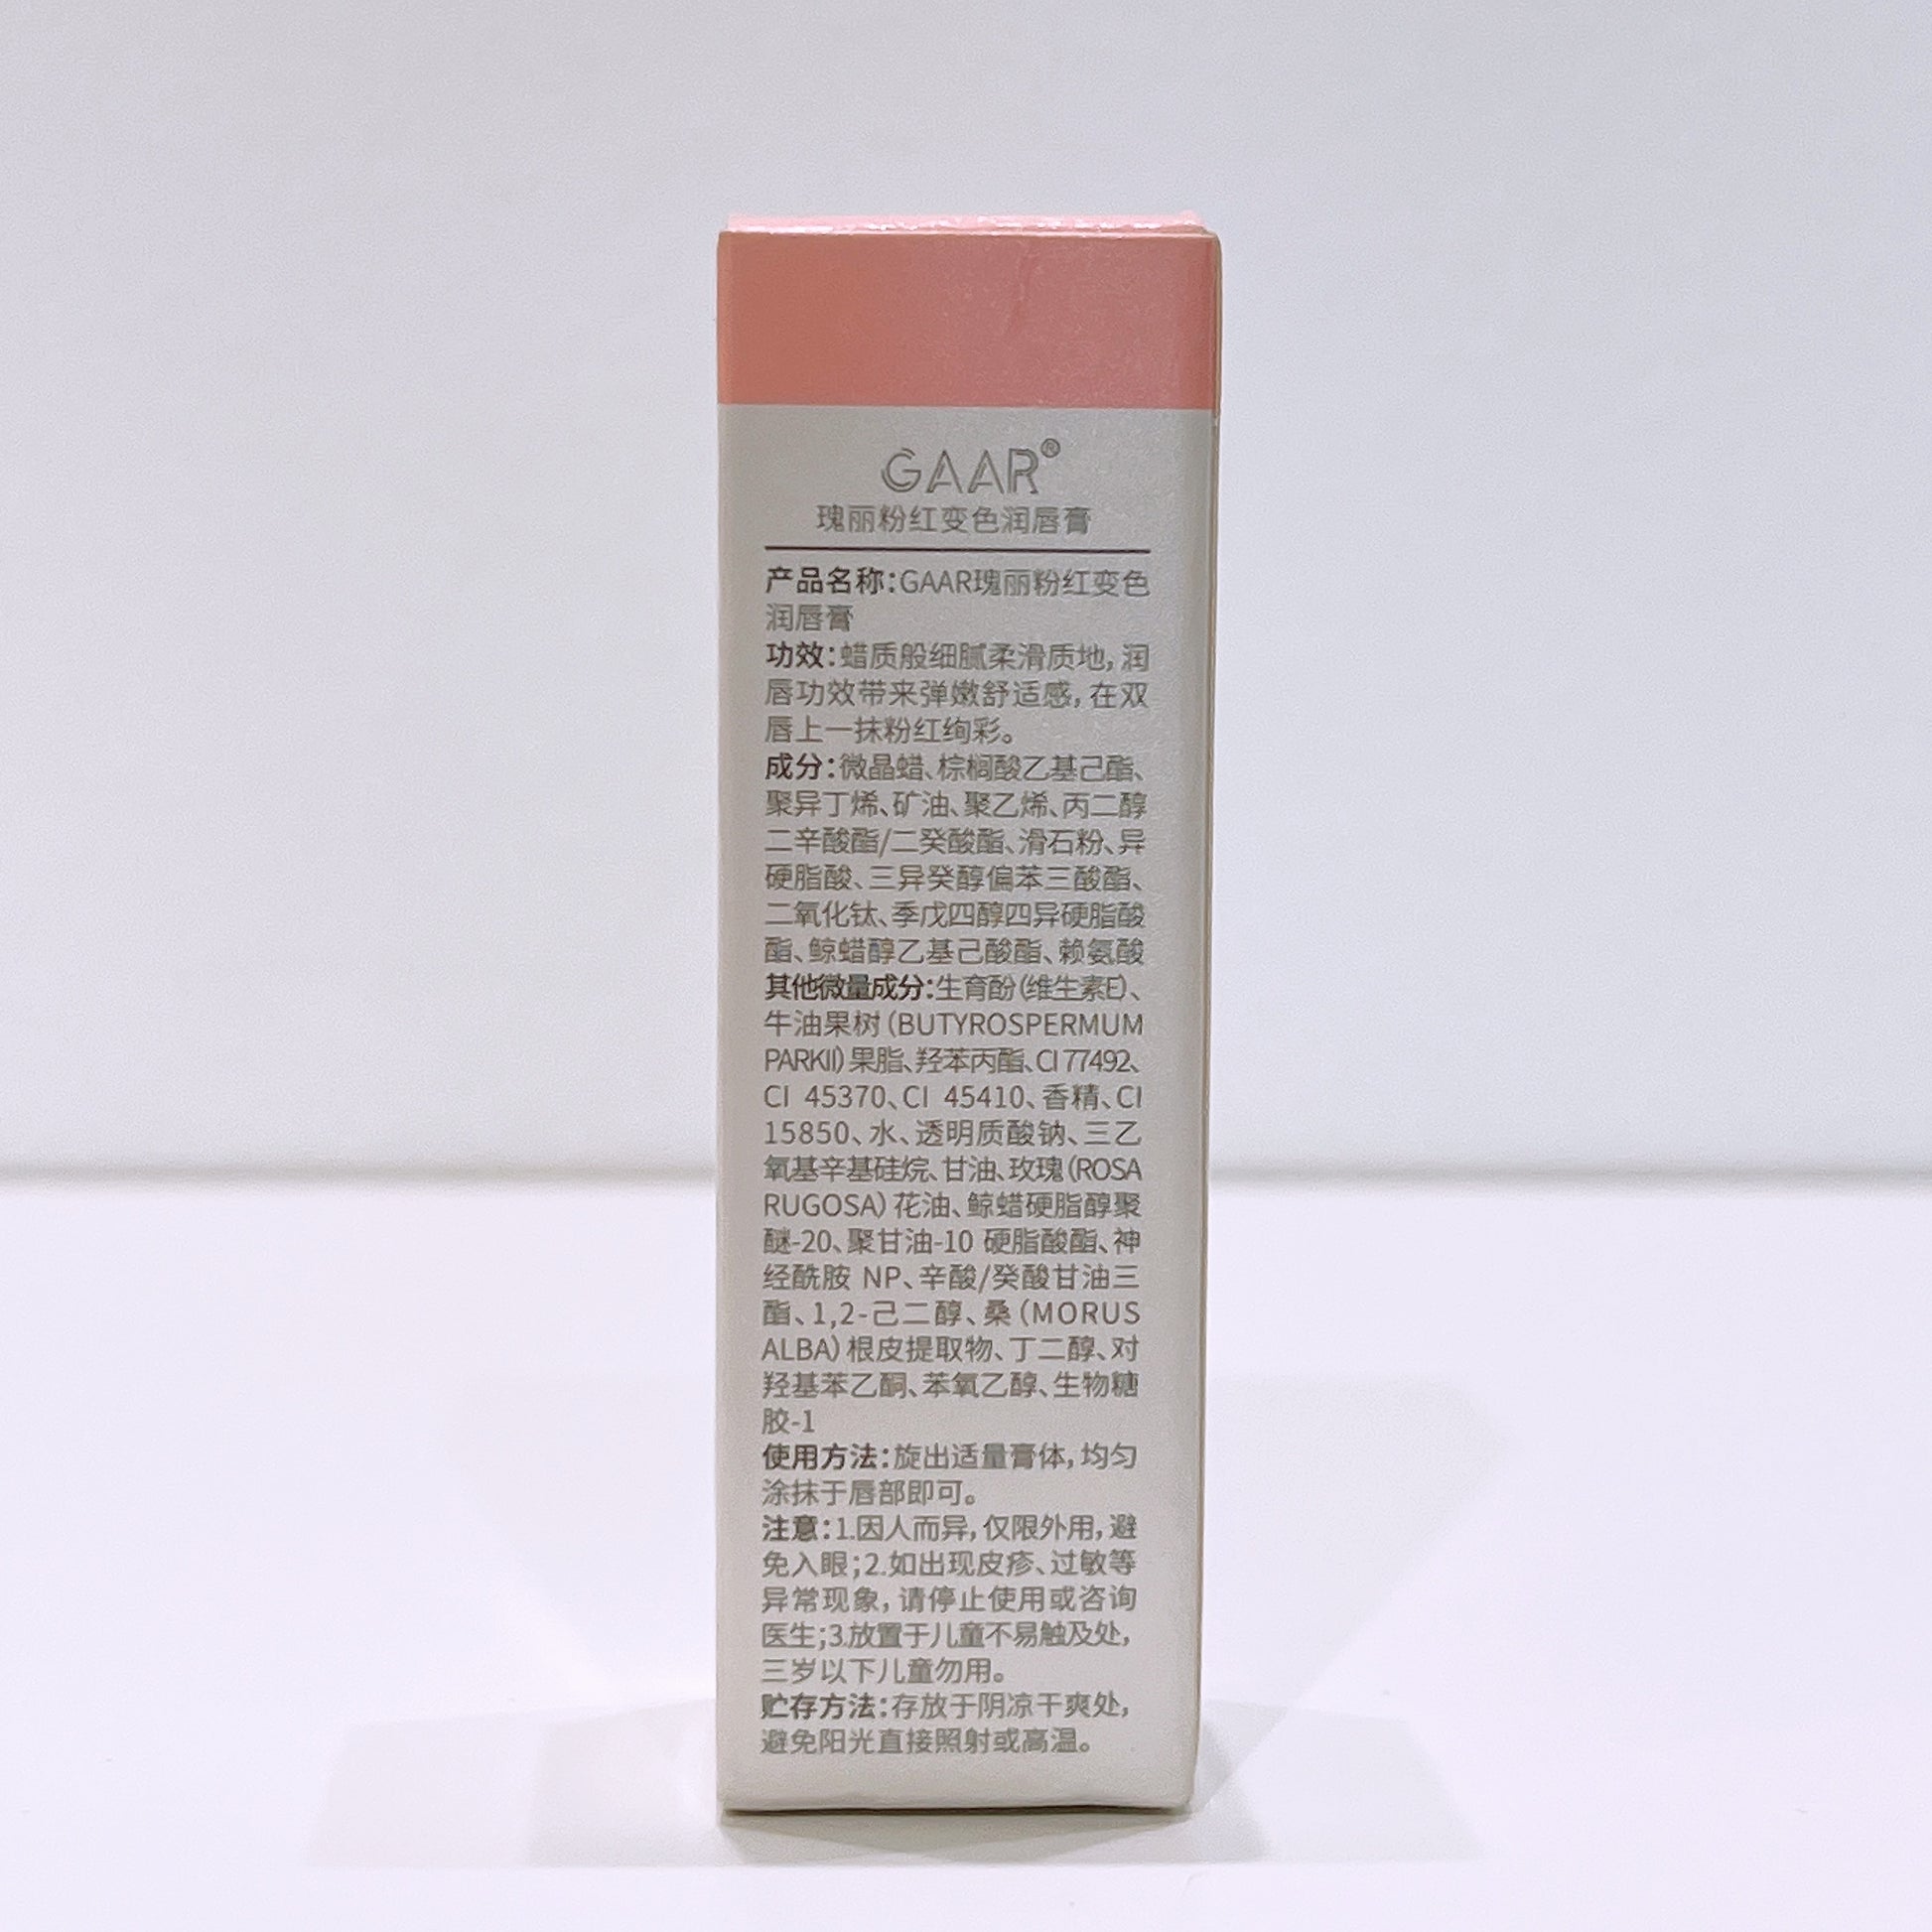 GAAR®
瑰丽粉红变色润唇膏
产品名称:GAAR瑰丽粉红变色
润唇膏
功效:蜡质般细腻柔滑质地,润
唇功效带来弹嫩舒适感,在双
唇上一抹粉红绚彩。
成分:微晶蜡、棕榈酸乙基己酯、
聚异丁烯、矿油、聚乙烯、丙二醇
二辛酸酯/二癸酸酯、滑石粉、异
硬脂酸、三异癸醇偏苯三酸酯、
二氧化钛、季戊四醇四异硬脂酸
酯、鲸蜡醇乙基己酸酯、赖氨酸
其他微量成分:生育酚(维生素E)、
牛油果树(BUTYROSPERMUM
PARKII)果脂、羟苯丙酯、CI 77492、
CI 45370、CI 45410、香精、CI
15850、水、透明质酸钠、三乙
氧基辛基硅烷、甘油、玫瑰(ROSA
RUGOSA)花油、鲸蜡硬脂醇聚
醚-20、聚甘油-10 硬脂酸酯、神
经酰胺 NP、辛酸/癸酸甘油三
酯、1,2-己二醇、桑(MORUS
ALBA)根皮提取物、丁二醇、对
羟基苯乙酮、苯氧乙醇、生物糖
胶-1
使用方法:旋出适量膏体,均匀
涂抹于唇部即可。
注意:1.因人而异,仅限外用,避
免入眼;2.如出现皮疹、过敏等
异常现象,请停止使用或咨询
医生;3.放置于儿童不易触及处,
三岁以下儿童勿用。
贮存方法:存放于阴凉干爽处,
避免阳光直接照射或高温。